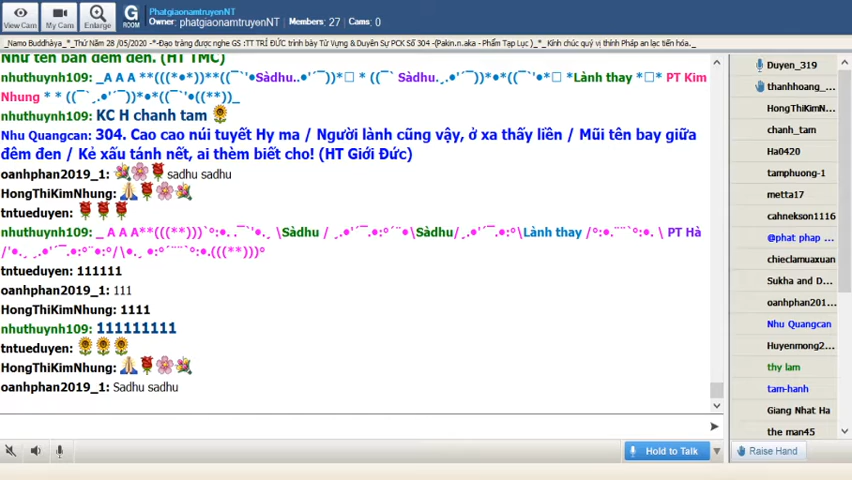 View Cam
My Cam
Enlarge
G
ROOM
PhatgiaonamtruyenNT
Owner: phatgiaonamtruyenNT Members: 27 Cams: 0
_Namo Buddhàya_*_Thứ Năm 28 /05/2020 -*-Đạo tràng được nghe GS :TT TRÍ ĐỨC trình bày Từ Vựng & Duyên Sự PCK Số 304 -(Pakin.n.aka - Phẩm Tạp Lục )_*_ Kính chúc quý vị thính Pháp an lạc tiến hóa._
Như tên bắn đêm đen. (HT TMC)
nhuthuynh109: _A A A **(((*•*))**((¯`'•.Sàdhu..•'´¯))*•□ * ((¯` Sàdhu.¸.•'´¯))*•*((¯`'•□ *Lành thay *□* PT Kim
Nhung * * ((¯`¸.•'´¯))*•*((¯`'•((**))_
nhuthuynh109: KC H chanh tam
Nhu Quangcan: 304. Cao cao núi tuyết Hy ma / Người lành cũng vậy, ở xa thấy liền / Mũi tên bay giữa
đêm đen / Kẻ xấu tánh nết, ai thèm biết cho! (HT Giới Đức)
oanhphan2019_1: 💐🌸🌹 sadhu sadhu
HongThiKimNhung: 🙏🌹🌸💐
tntueduyen: 🌹🌹🌹
nhuthuynh109: _ A A A**(((**)))`°:•. .¯`'•.¸ \Sàdhu / ¸.•'´¯.•:°´¨•\Sàdhu/¸.•'´¯.•:°\Lành thay /°:•.¨¨`°:•. \ PT Hà
/'•.¸ ¸.•'´¯.•:°¨•:°/\•.¸ •:°´¨¨`°:•.(((**)))°
tntueduyen: 111111
oanhphan2019_1: 111
HongThiKimNhung: 1111
nhuthuynh109: 111111111
tntueduyen: 🌻🌻🌻
HongThiKimNhung: 🙏🌹🌸💐
oanhphan2019_1: Sadhu sadhu
Hold to Talk
Duyen_319
thanhhoang_...
HongThiKimN...
chanh_tam
Ha0420
tamphuong-1
metta17
cahnekson1116
@phat phap ...
chieclamuaxuan
Sukha and D...
oanhphan201...
Nhu Quangcan
Huyenmong2...
thy lam
tam-hanh
Giang Nhat Ha
the man45
Raise Hand